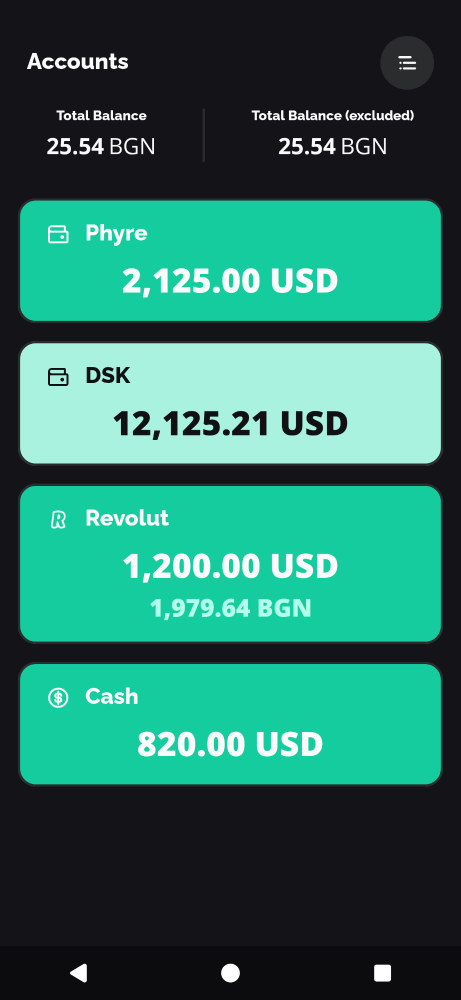 Accounts
Total Balance
25.54 BGN
Total Balance (excluded)
25.54 BGN
Phyre
2,125.00 USD
DSK
12,125.21 USD
Revolut
1,200.00 USD
1,979.64 BGN
Cash
820.00 USD